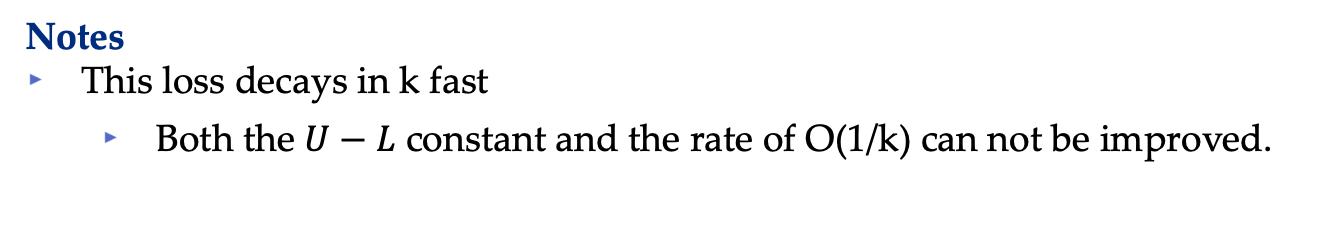 Notes
This loss decays in k fast
Both the U − L constant and the rate of O(1/k) can not be improved.